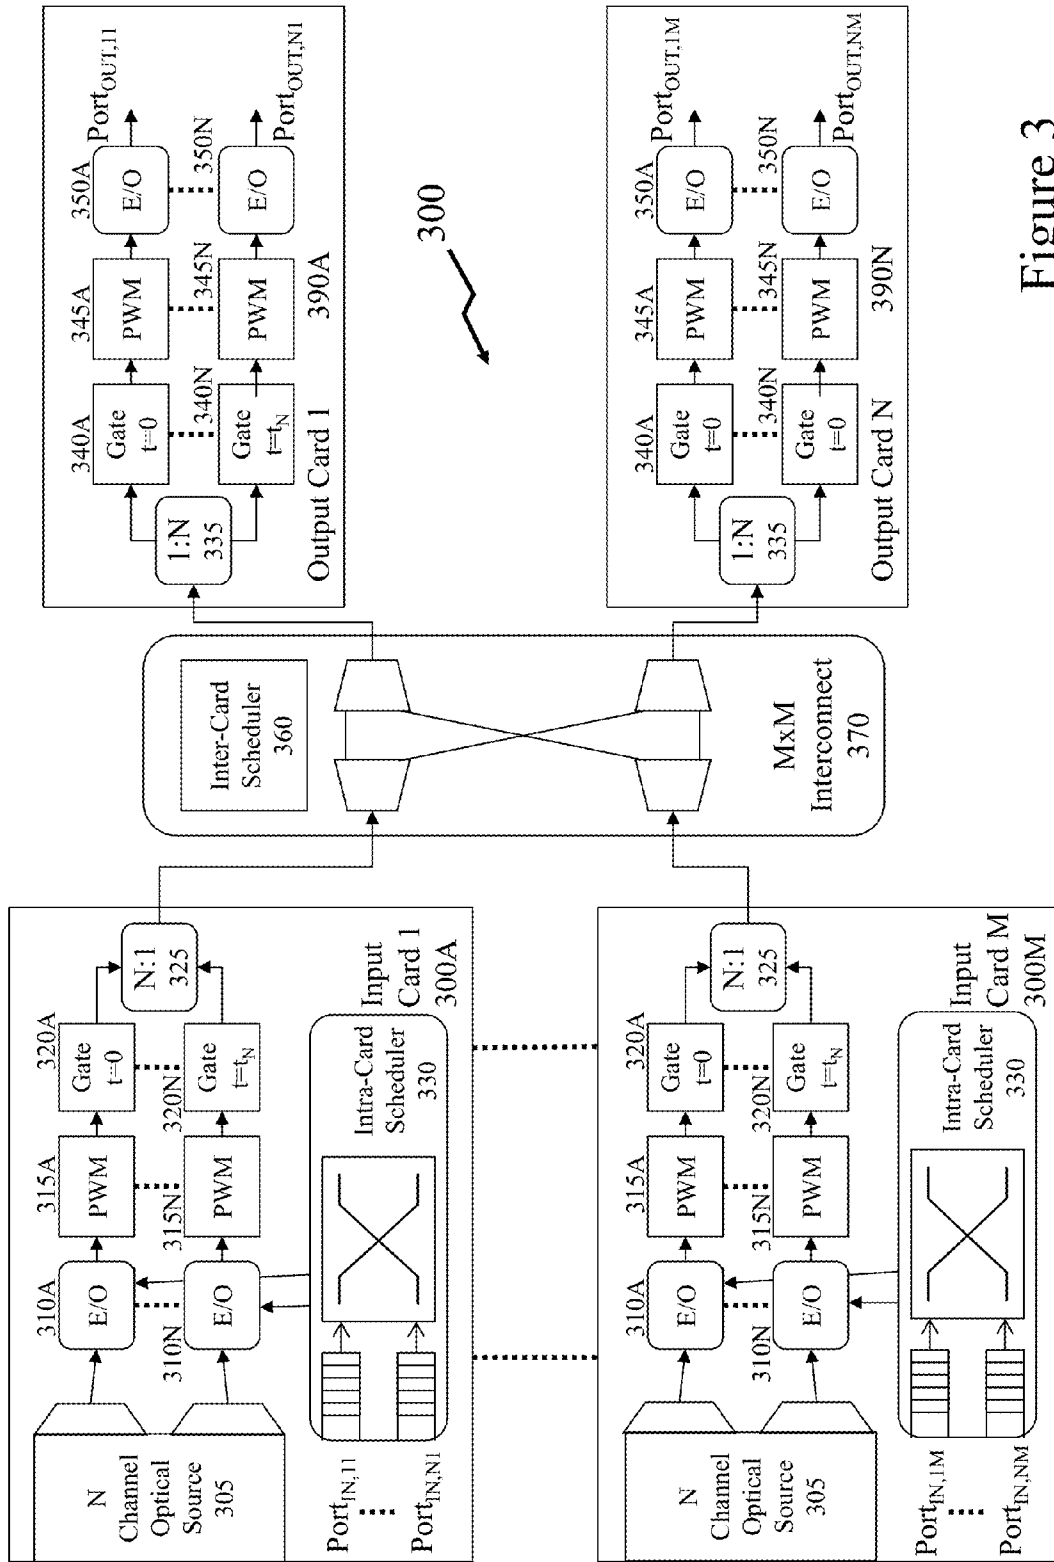 N
Channel
Optical
Source
305
Port_IN,11
Port_IN,N1
310A
E/O
310N
E/O
315A
PWM
315N
PWM
320A
Gate
t=0
320N
Gate
t=t_N
N:1
325
Intra-Card
Scheduler
330
Input
Card 1
300A
N
Channel
Optical
Source
305
Port_IN,1M
Port_IN,NM
310A
E/O
310N
E/O
315A
PWM
315N
PWM
320A
Gate
t=0
320N
Gate
t=t_N
N:1
325
Intra-Card
Scheduler
330
Input
Card M
300M
Inter-Card
Scheduler
360
MxM
Interconnect
370
1:N
335
340A
Gate
t=0
340N
Gate
t=t_N
345A
PWM
345N
PWM
350A
E/O
350N
E/O
Port_OUT,11
Port_OUT,N1
Output Card 1
390A
300
1:N
335
340A
Gate
t=0
340N
Gate
t=0
345A
PWM
345N
PWM
350A
E/O
350N
E/O
Port_OUT,1M
Port_OUT,NM
Output Card N
390N
Figure 3